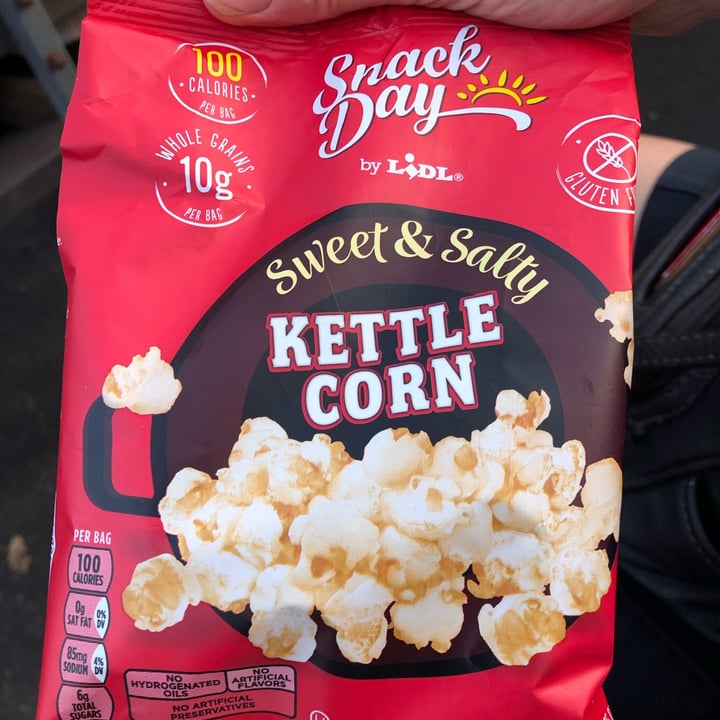 100
CALORIES
PER BAG
WHOLE GRAINS
10g
PER BAG
Snack
Day
by LIDL®
GLUTEN
Sweet & Salty
KETTLE
CORN
PER BAG
100
CALORIES
0g
SAT FAT
0%
DV
85mg
SODIUM
4%
DV
6g
TOTAL
SUGARS
NO
HYDROGENATED
OILS
NO
ARTIFICIAL
FLAVORS
NO ARTIFICIAL
PRESERVATIVES